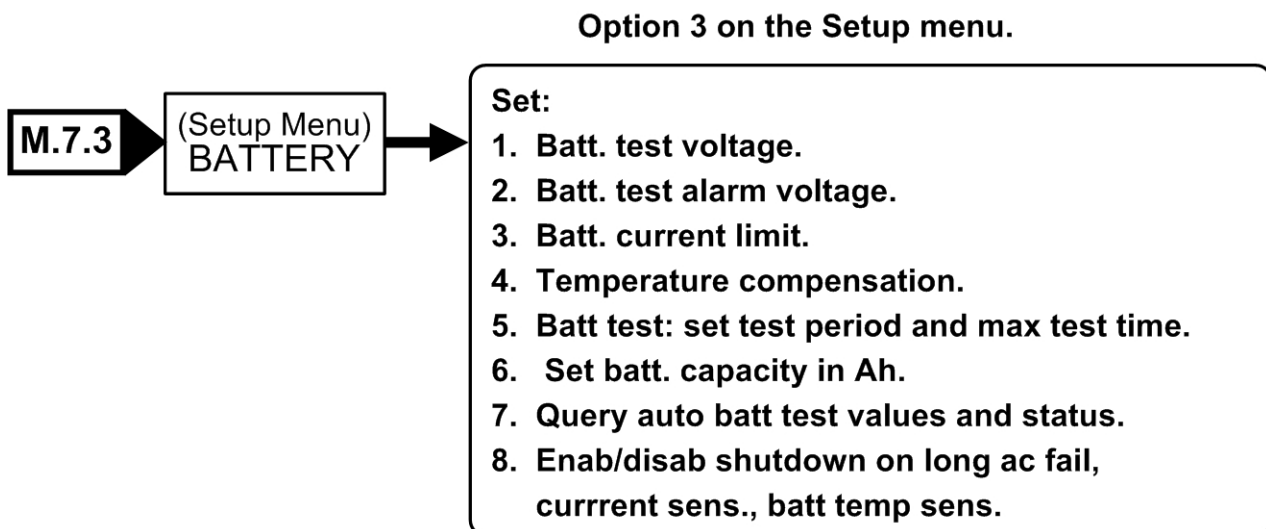 Option 3 on the Setup menu.
M.7.3
(Setup Menu)
BATTERY
Set:
1. Batt. test voltage.
2. Batt. test alarm voltage.
3. Batt. current limit.
4. Temperature compensation.
5. Batt test: set test period and max test time.
6. Set batt. capacity in Ah.
7. Query auto batt test values and status.
8. Enab/disab shutdown on long ac fail,
currrent sens., batt temp sens.